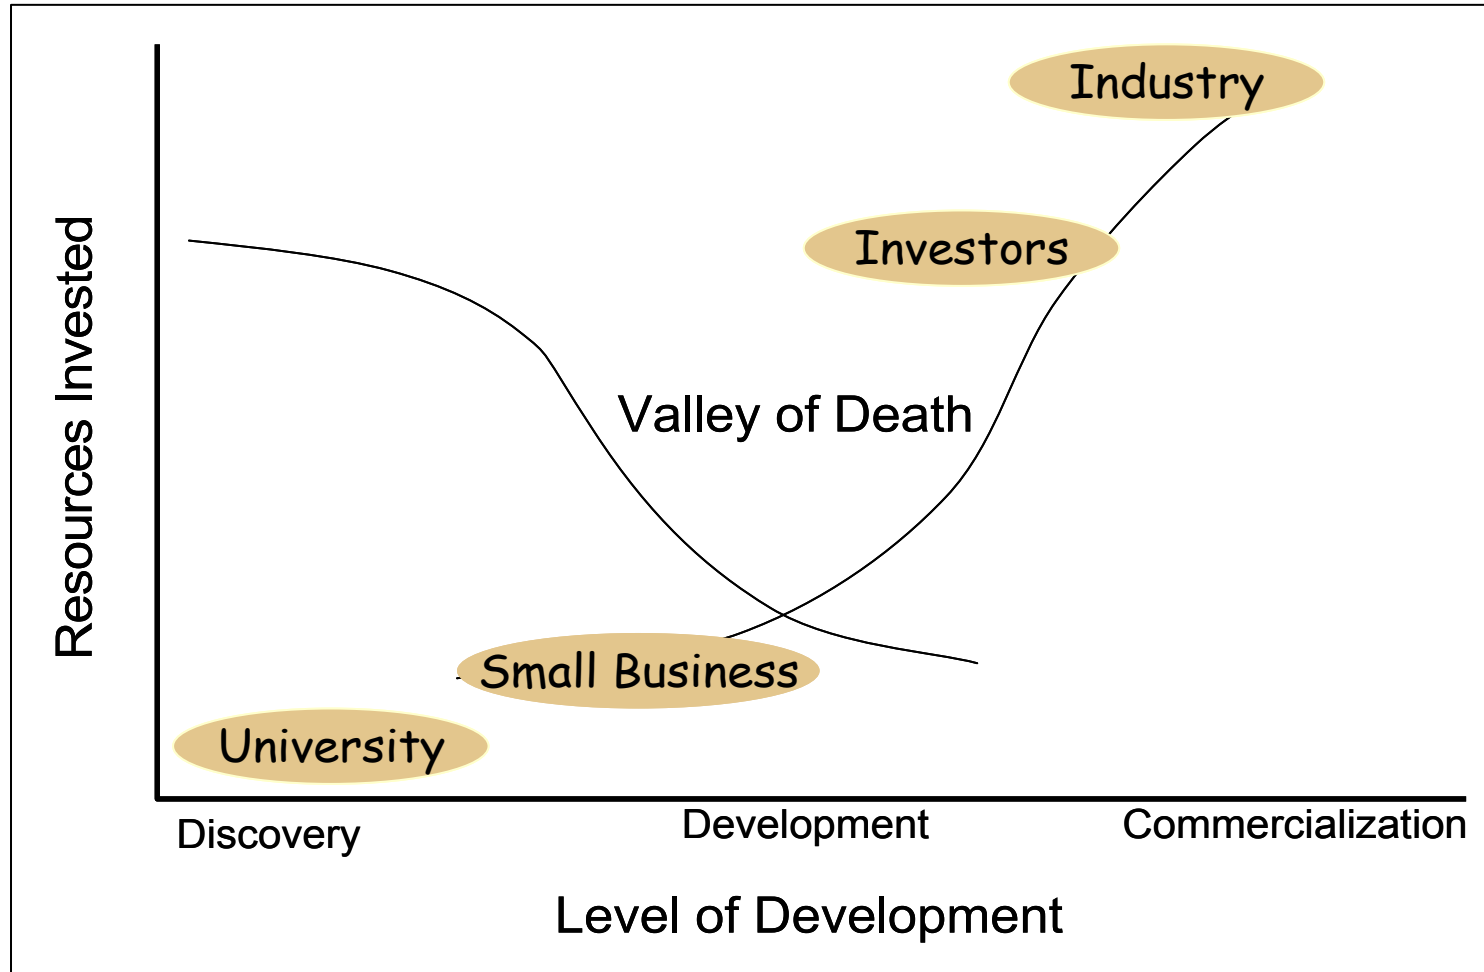 Industry
Investors
Resources Invested
Valley of Death
Small Business
University
Discovery
Development
Commercialization
Level of Development